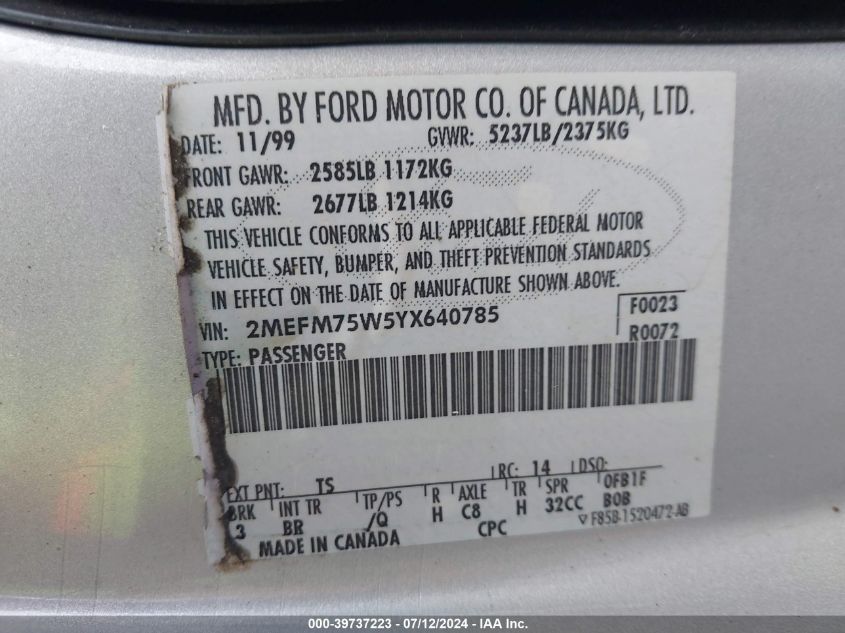 MFD. BY FORD MOTOR CO. OF CANADA, LTD.
DATE: 11/99 GVWR: 5237LB/2375KG
FRONT GAWR: 2585LB 1172KG
REAR GAWR: 2677LB 1214KG
THIS VEHICLE CONFORMS TO ALL APPLICABLE FEDERAL MOTOR
VEHICLE SAFETY, BUMPER, AND THEFT PREVENTION STANDARDS
IN EFFECT ON THE DATE OF MANUFACTURE SHOWN ABOVE.
F0023
VIN: 2MEFM75W5YX640785
R0072
TYPE: PASSENGER
EXT PNT: TS RC: 14 DSO:
BRK INT TR TP/PS R AXLE TR SPR 0FB1F
3 BR /Q H C8 H 32CC BOB
MADE IN CANADA CPC F85B-1520472-AB
000-39737223 - 07/12/2024 - IAA Inc.